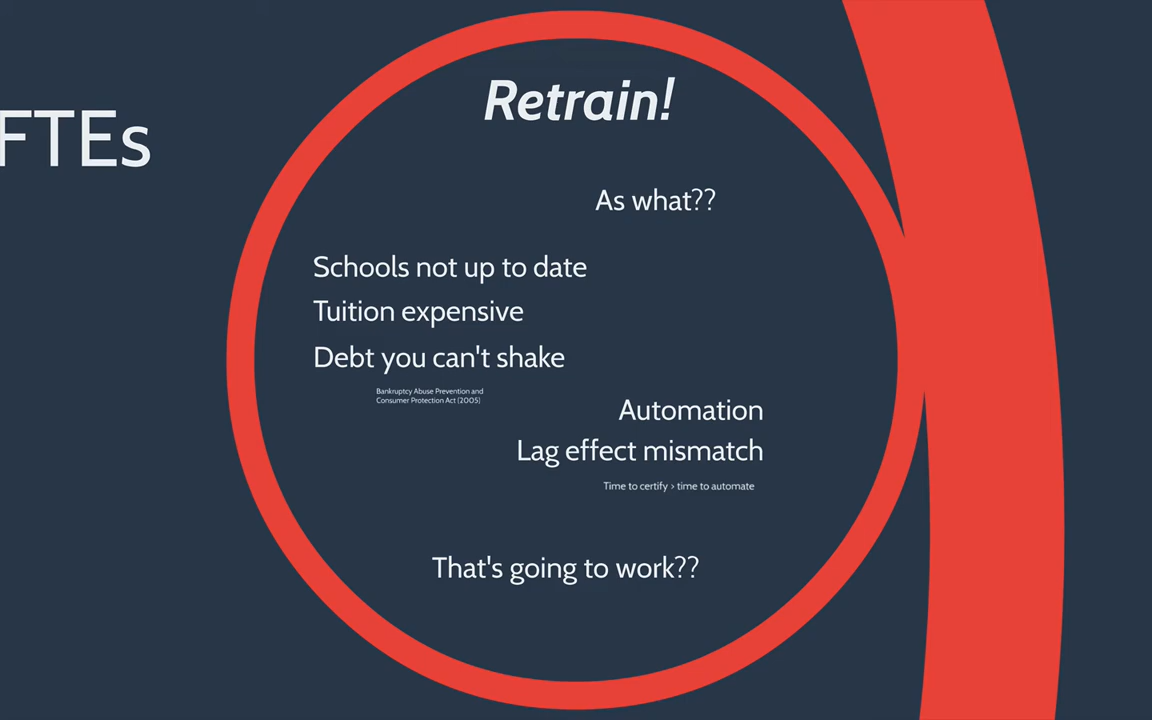 FTEs
Retrain!
As what??
Schools not up to date
Tuition expensive
Debt you can't shake
Bankruptcy Abuse Prevention and
Consumer Protection Act (2005)
Automation
Lag effect mismatch
Time to certify > time to automate
That's going to work??